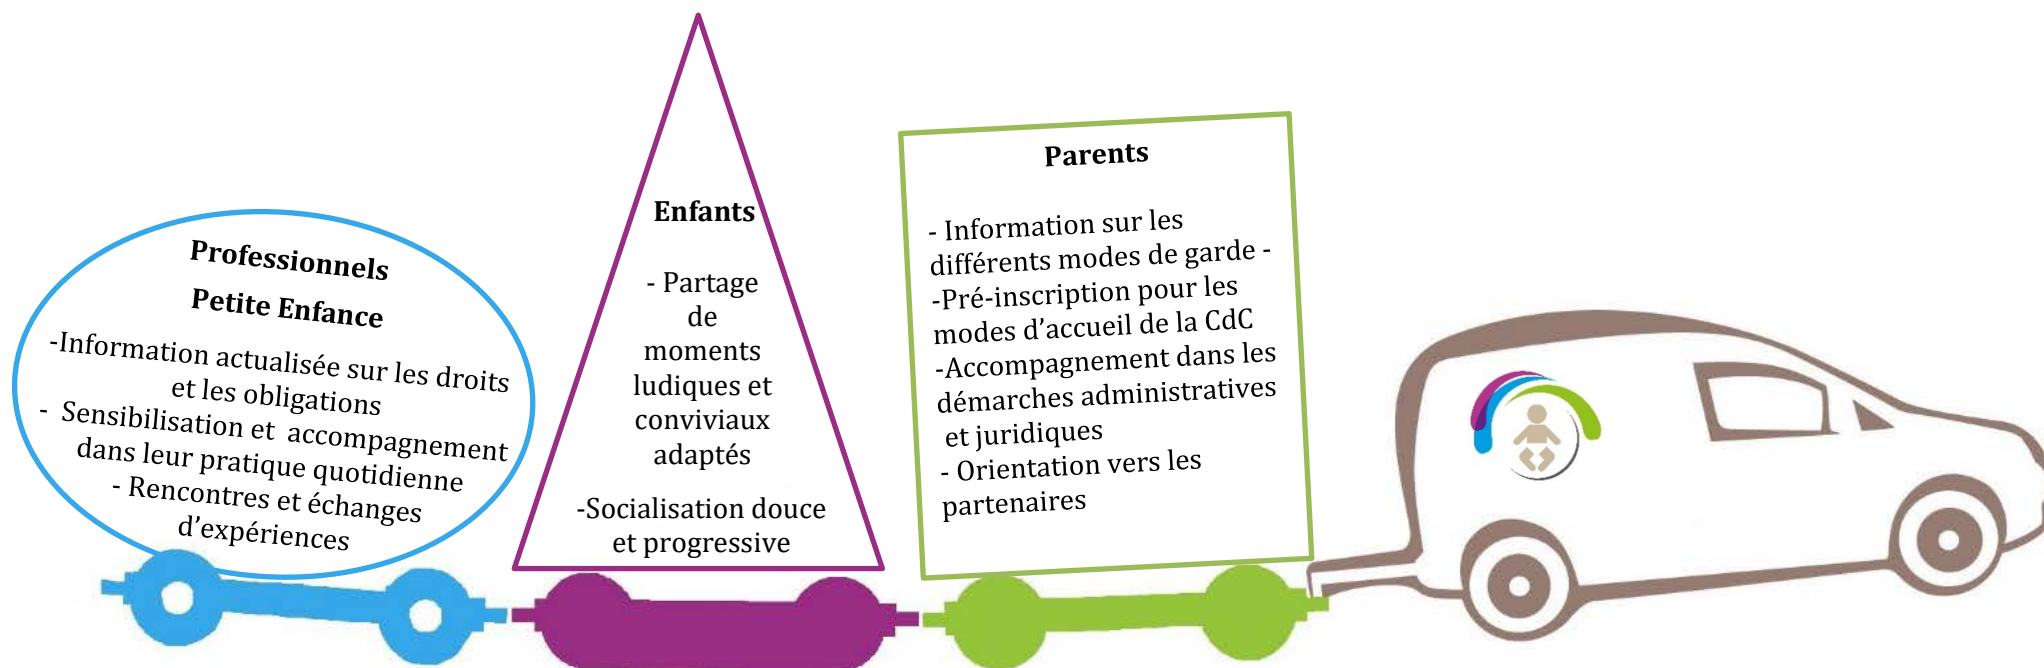 Professionnels
Petite Enfance
-Information actualisée sur les droits
et les obligations
- Sensibilisation et accompagnement
dans leur pratique quotidienne
- Rencontres et échanges
d’expériences
Enfants
- Partage
de
moments
ludiques et
conviviaux
adaptés
-Socialisation douce
et progressive
Parents
- Information sur les
différents modes de garde -
-Pré-inscription pour les
modes d’accueil de la CdC
-Accompagnement dans les
démarches administratives
et juridiques
- Orientation vers les
partenaires